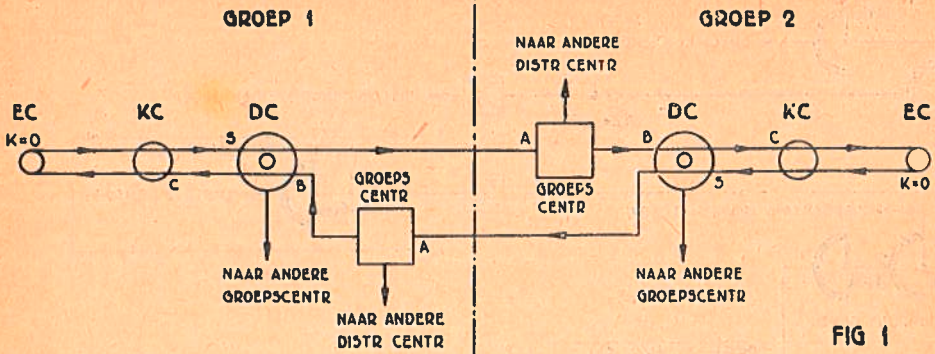 GROEP 1
GROEP 2
NAAR ANDERE
DISTR CENTR
EC
KC
DC
DC
KC
EC
K=0
S
A
B
C
C
B
GROEPS
CENTR
GROEPS
CENTR
S
K=0
A
NAAR ANDERE
GROEPSCENTR
NAAR ANDERE
GROEPSCENTR
NAAR ANDERE
DISTR CENTR
FIG 1